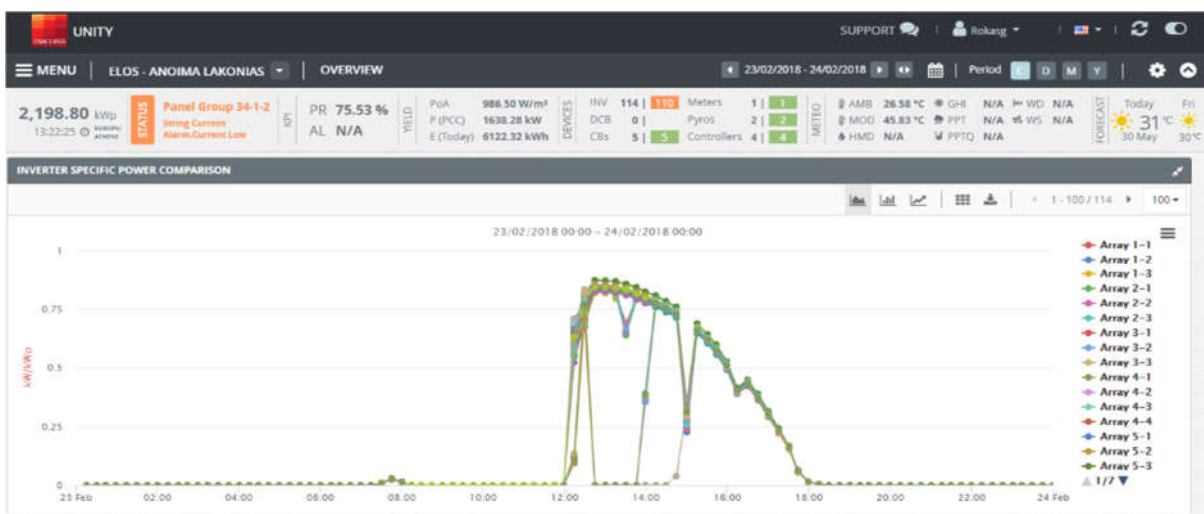 UNITY
SUPPORT
Rokasg
MENU
ELOS - ANOIMA LAKONIAS
OVERVIEW
23/02/2018 - 24/02/2018
Period
D M Y
2,198.80 kWp
13:22:25
EUROPE/
ATHENS
STATUS
Panel Group 34-1-2
String Current
Alarm.Current Low
KPI
PR 75.53 %
AL N/A
YIELD
PoA 986.50 W/m²
P (PCC) 1638.28 kW
E (Today) 6122.32 kWh
DEVICES
INV 114 | 110 Meters 1 | 1
DCB 0 | Pyros 2 | 2
CBs 5 | 5 Controllers 4 | 4
METEO
AMB 26.58 °C GHI N/A WD N/A
MOD 45.83 °C PPT N/A WS N/A
HMD N/A PPTQ N/A
FORECAST
Today Fri
31 °C
30 May 30°C
INVERTER SPECIFIC POWER COMPARISON
1 - 100 / 114 100
23/02/2018 00:00 – 24/02/2018 00:00
kW/kWp
1
0.75
0.5
0.25
0
23 Feb 02:00 04:00 06:00 08:00 10:00 12:00 14:00 16:00 18:00 20:00 22:00 24 Feb
Array 1-1
Array 1-2
Array 1-3
Array 2-1
Array 2-2
Array 2-3
Array 3-1
Array 3-2
Array 3-3
Array 4-1
Array 4-2
Array 4-3
Array 4-4
Array 5-1
Array 5-2
Array 5-3
1/7